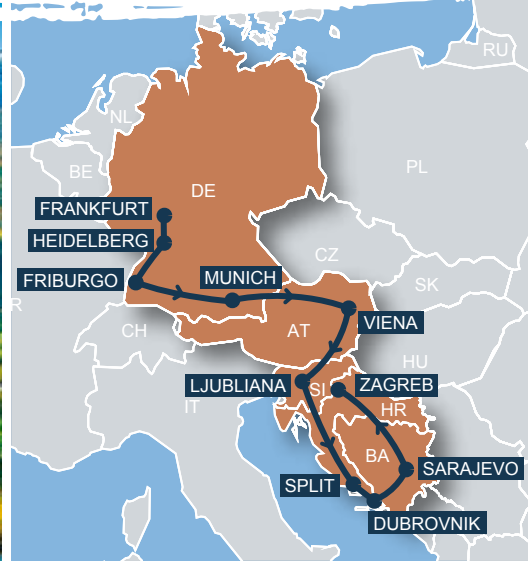 RU
NL
PL
BE
DE
FRANKFURT
HEIDELBERG
CZ
FRIBURGO
MUNICH
SK
R
VIENA
CH
AT
HU
LJUBLIANA
SI
ZAGREB
IT
HR
BA
SARAJEVO
SPLIT
DUBROVNIK